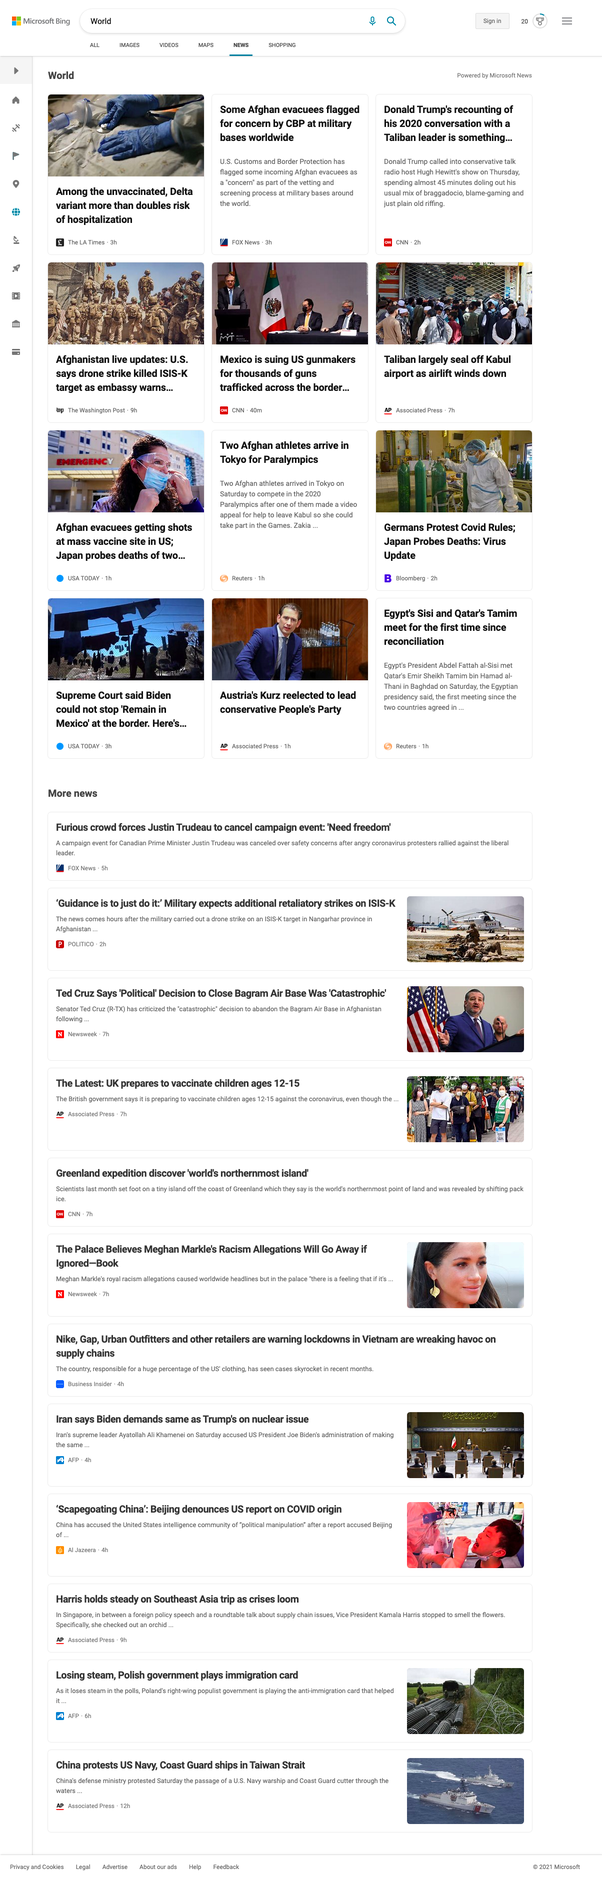 Microsoft Bing
World
Sign in
20
ALL IMAGES VIDEOS MAPS NEWS SHOPPING
World
Powered by Microsoft News
Among the unvaccinated, Delta
variant more than doubles risk
of hospitalization
The LA Times · 3h
Some Afghan evacuees flagged
for concern by CBP at military
bases worldwide
U.S. Customs and Border Protection has
flagged some incoming Afghan evacuees as
a "concern" as part of the vetting and
screening process at military bases around
the world.
FOX News · 3h
Donald Trump's recounting of
his 2020 conversation with a
Taliban leader is something...
Donald Trump called into conservative talk
radio host Hugh Hewitt's show on Thursday,
spending almost 45 minutes doling out his
usual mix of braggadocio, blame-gaming and
just plain old riffing.
CNN · 2h
Afghanistan live updates: U.S.
says drone strike killed ISIS-K
target as embassy warns...
wp
The Washington Post · 9h
Mexico is suing US gunmakers
for thousands of guns
trafficked across the border...
CNN · 40m
Taliban largely seal off Kabul
airport as airlift winds down
AP
Associated Press · 7h
EMERGENCY
Afghan evacuees getting shots
at mass vaccine site in US;
Japan probes deaths of two...
USA TODAY · 1h
Two Afghan athletes arrive in
Tokyo for Paralympics
Two Afghan athletes arrived in Tokyo on
Saturday to compete in the 2020
Paralympics after one of them made a video
appeal for help to leave Kabul so she could
take part in the Games. Zakia ...
Reuters · 1h
Germans Protest Covid Rules;
Japan Probes Deaths: Virus
Update
B
Bloomberg · 2h
Supreme Court said Biden
could not stop 'Remain in
Mexico' at the border. Here's...
USA TODAY · 3h
Austria's Kurz reelected to lead
conservative People's Party
AP
Associated Press · 1h
Egypt's Sisi and Qatar's Tamim
meet for the first time since
reconciliation
Egypt's President Abdel Fattah al-Sisi met
Qatar's Emir Sheikh Tamim bin Hamad al-
Thani in Baghdad on Saturday, the Egyptian
presidency said, the first meeting since the
two countries agreed in ...
Reuters · 1h
More news
Furious crowd forces Justin Trudeau to cancel campaign event: 'Need freedom'
A campaign event for Canadian Prime Minister Justin Trudeau was canceled over safety concerns after angry coronavirus protesters rallied against the liberal
leader.
FOX News · 5h
'Guidance is to just do it:' Military expects additional retaliatory strikes on ISIS-K
The news comes hours after the military carried out a drone strike on an ISIS-K target in Nangarhar province in
Afghanistan ...
P
POLITICO · 2h
Ted Cruz Says 'Political' Decision to Close Bagram Air Base Was 'Catastrophic'
Senator Ted Cruz (R-TX) has criticized the "catastrophic" decision to abandon the Bagram Air Base in Afghanistan
following ...
N
Newsweek · 7h
The Latest: UK prepares to vaccinate children ages 12-15
The British government says it is preparing to vaccinate children ages 12-15 against the coronavirus, even though the ...
AP
Associated Press · 7h
Greenland expedition discover 'world's northernmost island'
Scientists last month set foot on a tiny island off the coast of Greenland which they say is the world's northernmost point of land and was revealed by shifting pack
ice.
CNN · 7h
The Palace Believes Meghan Markle's Racism Allegations Will Go Away if
Ignored—Book
Meghan Markle's royal racism allegations caused worldwide headlines but in the palace "there is a feeling that if it's ...
N
Newsweek · 7h
Nike, Gap, Urban Outfitters and other retailers are warning lockdowns in Vietnam are wreaking havoc on
supply chains
The country, responsible for a huge percentage of the US' clothing, has seen cases skyrocket in recent months.
Business Insider · 4h
Iran says Biden demands same as Trump's on nuclear issue
Iran's supreme leader Ayatollah Ali Khamenei on Saturday accused US President Joe Biden's administration of making
the same ...
AFP · 4h
'Scapegoating China': Beijing denounces US report on COVID origin
China has accused the United States intelligence community of "political manipulation" after a report accused Beijing
of ...
Al Jazeera · 4h
Harris holds steady on Southeast Asia trip as crises loom
In Singapore, in between a foreign policy speech and a roundtable talk about supply chain issues, Vice President Kamala Harris stopped to smell the flowers.
Specifically, she checked out an orchid ...
AP
Associated Press · 9h
Losing steam, Polish government plays immigration card
As it loses steam in the polls, Poland's right-wing populist government is playing the anti-immigration card that helped
it ...
AFP · 6h
China protests US Navy, Coast Guard ships in Taiwan Strait
China's defense ministry protested Saturday the passage of a U.S. Navy warship and Coast Guard cutter through the
waters ...
AP
Associated Press · 12h
Privacy and Cookies Legal Advertise About our ads Help Feedback
© 2021 Microsoft